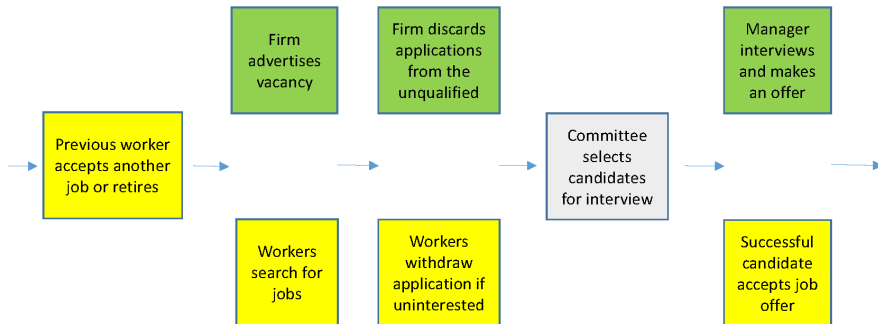 Previous worker
accepts another
job or retires
Firm
advertises
vacancy
Workers
search for
jobs
Firm discards
applications
from the
unqualified
Workers
withdraw
application if
uninterested
Committee
selects
candidates
for interview
Manager
interviews
and makes
an offer
Successful
candidate
accepts job
offer